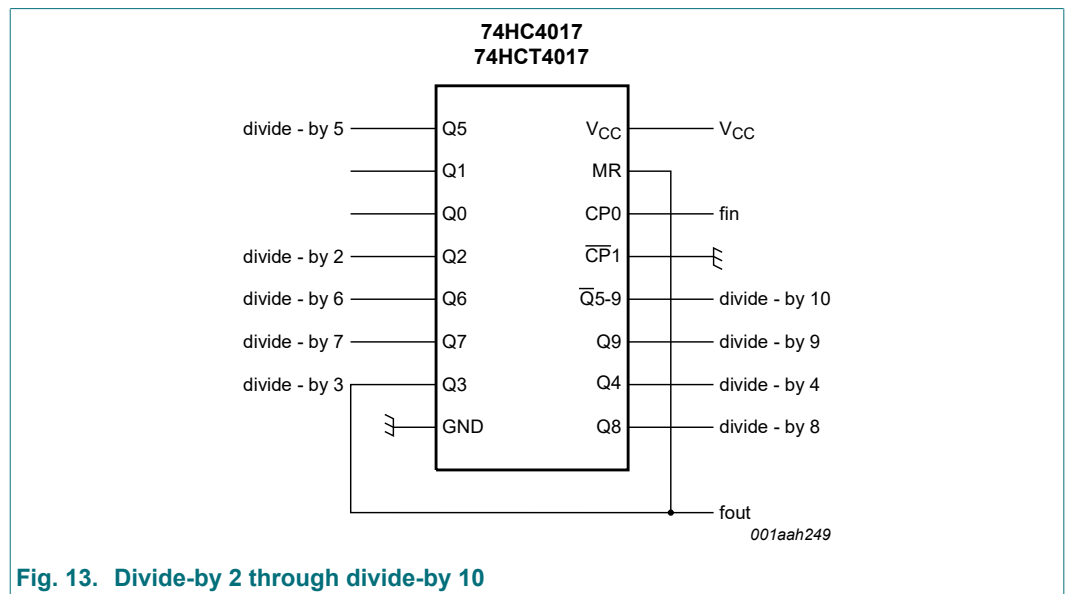 74HC4017
74HCT4017
divide - by 5 Q5 VCC VCC
Q1 MR
Q0 CP0 fin
divide - by 2 Q2 C̅P̅1
divide - by 6 Q6 Q̅5-9 divide - by 10
divide - by 7 Q7 Q9 divide - by 9
divide - by 3 Q3 Q4 divide - by 4
GND Q8 divide - by 8
fout
001aah249
Fig. 13. Divide-by 2 through divide-by 10